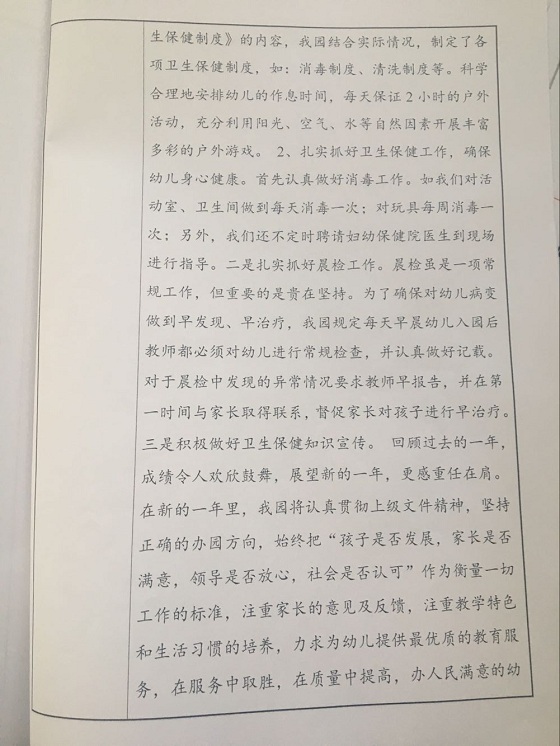 生保健制度》的内容，我园结合实际情况，制定了各
项卫生保健制度，如：消毒制度、清洗制度等。科学
合理地安排幼儿的作息时间，每天保证2小时的户外
活动，充分利用阳光、空气、水等自然因素开展丰富
多彩的户外游戏。 2、扎实抓好卫生保健工作，确保
幼儿身心健康。首先认真做好消毒工作。如我们对活
动室、卫生间做到每天消毒一次；对玩具每周消毒一
次；另外，我们还不定时聘请妇幼保健院医生到现场
进行指导。二是扎实抓好晨检工作。晨检虽是一项常
规工作，但重要的是贵在坚持。为了确保对幼儿病变
做到早发现、早治疗，我园规定每天早晨幼儿入园后
教师都必须对幼儿进行常规检查，并认真做好记载。
对于晨检中发现的异常情况要求教师早报告，并在第
一时间与家长取得联系，督促家长对孩子进行早治疗。
三是积极做好卫生保健知识宣传。 回顾过去的一年，
成绩令人欢欣鼓舞，展望新的一年，更感重任在肩。
在新的一年里，我园将认真贯彻上级文件精神，坚持
正确的办园方向，始终把“孩子是否发展，家长是否
满意，领导是否放心，社会是否认可”作为衡量一切
工作的标准，注重家长的意见及反馈，注重教学特色
和生活习惯的培养，力求为幼儿提供最优质的教育服
务，在服务中取胜，在质量中提高，办人民满意的幼